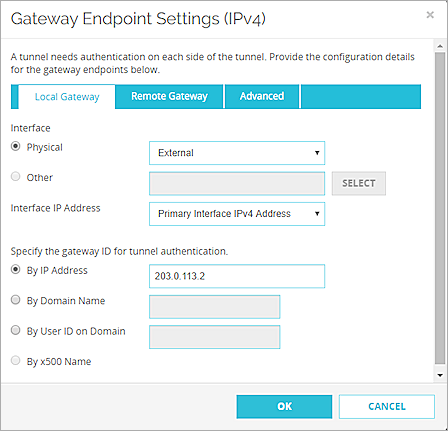 Gateway Endpoint Settings (IPv4)
×
A tunnel needs authentication on each side of the tunnel. Provide the configuration details
for the gateway endpoints below.
Local Gateway Remote Gateway Advanced
Interface
Physical External
Other SELECT
Interface IP Address Primary Interface IPv4 Address
Specify the gateway ID for tunnel authentication.
By IP Address 203.0.113.2
By Domain Name
By User ID on Domain
By x500 Name
OK CANCEL